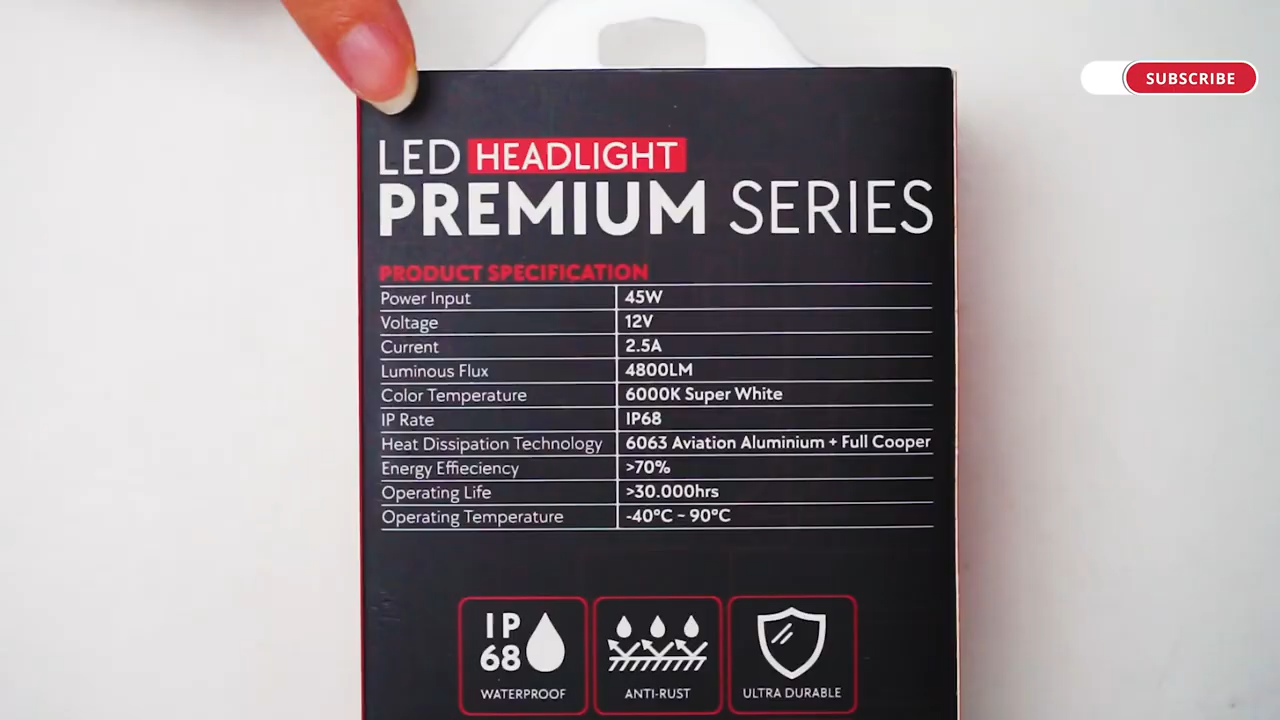 SUBSCRIBE
LED HEADLIGHT
PREMIUM SERIES
PRODUCT SPECIFICATION
Power Input 45W
Voltage 12V
Current 2.5A
Luminous Flux 4800LM
Color Temperature 6000K Super White
IP Rate IP68
Heat Dissipation Technology 6063 Aviation Aluminium + Full Cooper
Energy Effieciency >70%
Operating Life >30.000hrs
Operating Temperature -40°C ~ 90°C
IP
68
WATERPROOF
ANTI-RUST
ULTRA DURABLE